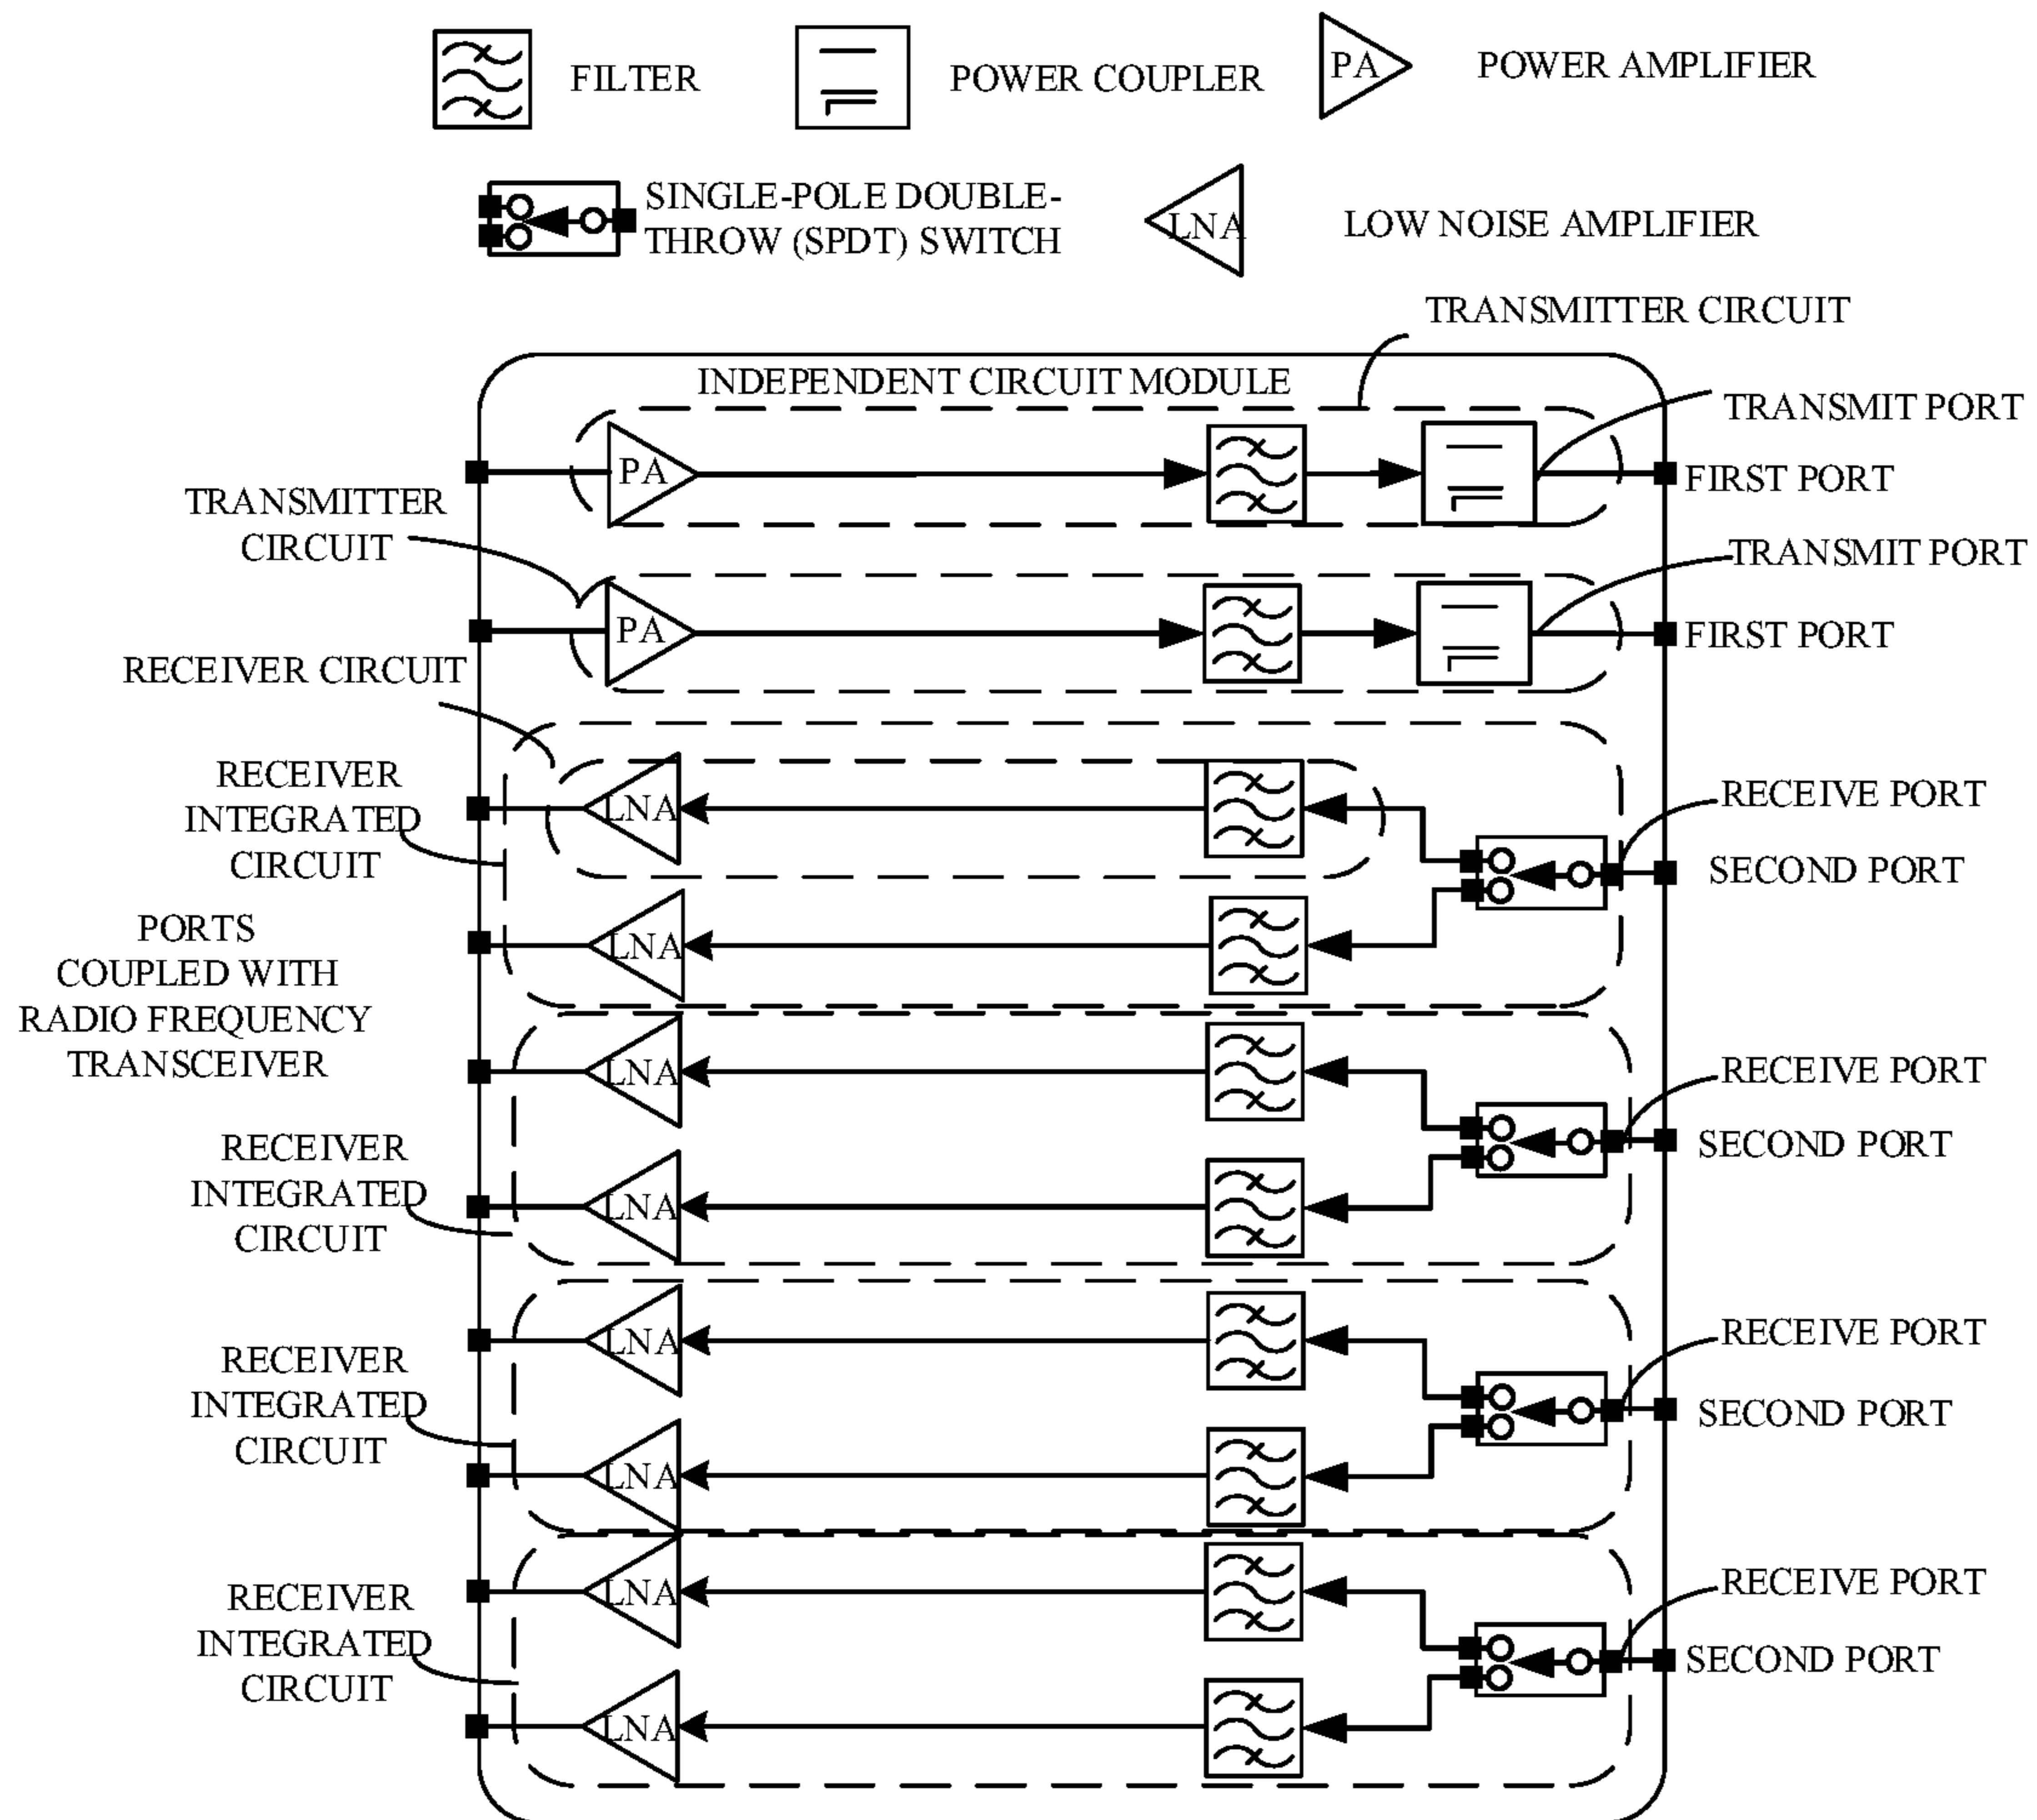 FILTER
POWER COUPLER
PA
POWER AMPLIFIER
SINGLE-POLE DOUBLE-
THROW (SPDT) SWITCH
LNA
LOW NOISE AMPLIFIER
TRANSMITTER CIRCUIT
INDEPENDENT CIRCUIT MODULE
TRANSMIT PORT
PA
FIRST PORT
TRANSMITTER
CIRCUIT
TRANSMIT PORT
PA
FIRST PORT
RECEIVER CIRCUIT
RECEIVER
INTEGRATED
CIRCUIT
LNA
RECEIVE PORT
SECOND PORT
LNA
PORTS
COUPLED WITH
RADIO FREQUENCY
TRANSCEIVER
LNA
RECEIVE PORT
SECOND PORT
RECEIVER
INTEGRATED
CIRCUIT
LNA
LNA
RECEIVE PORT
RECEIVER
INTEGRATED
CIRCUIT
SECOND PORT
LNA
LNA
RECEIVE PORT
RECEIVER
INTEGRATED
CIRCUIT
SECOND PORT
LNA